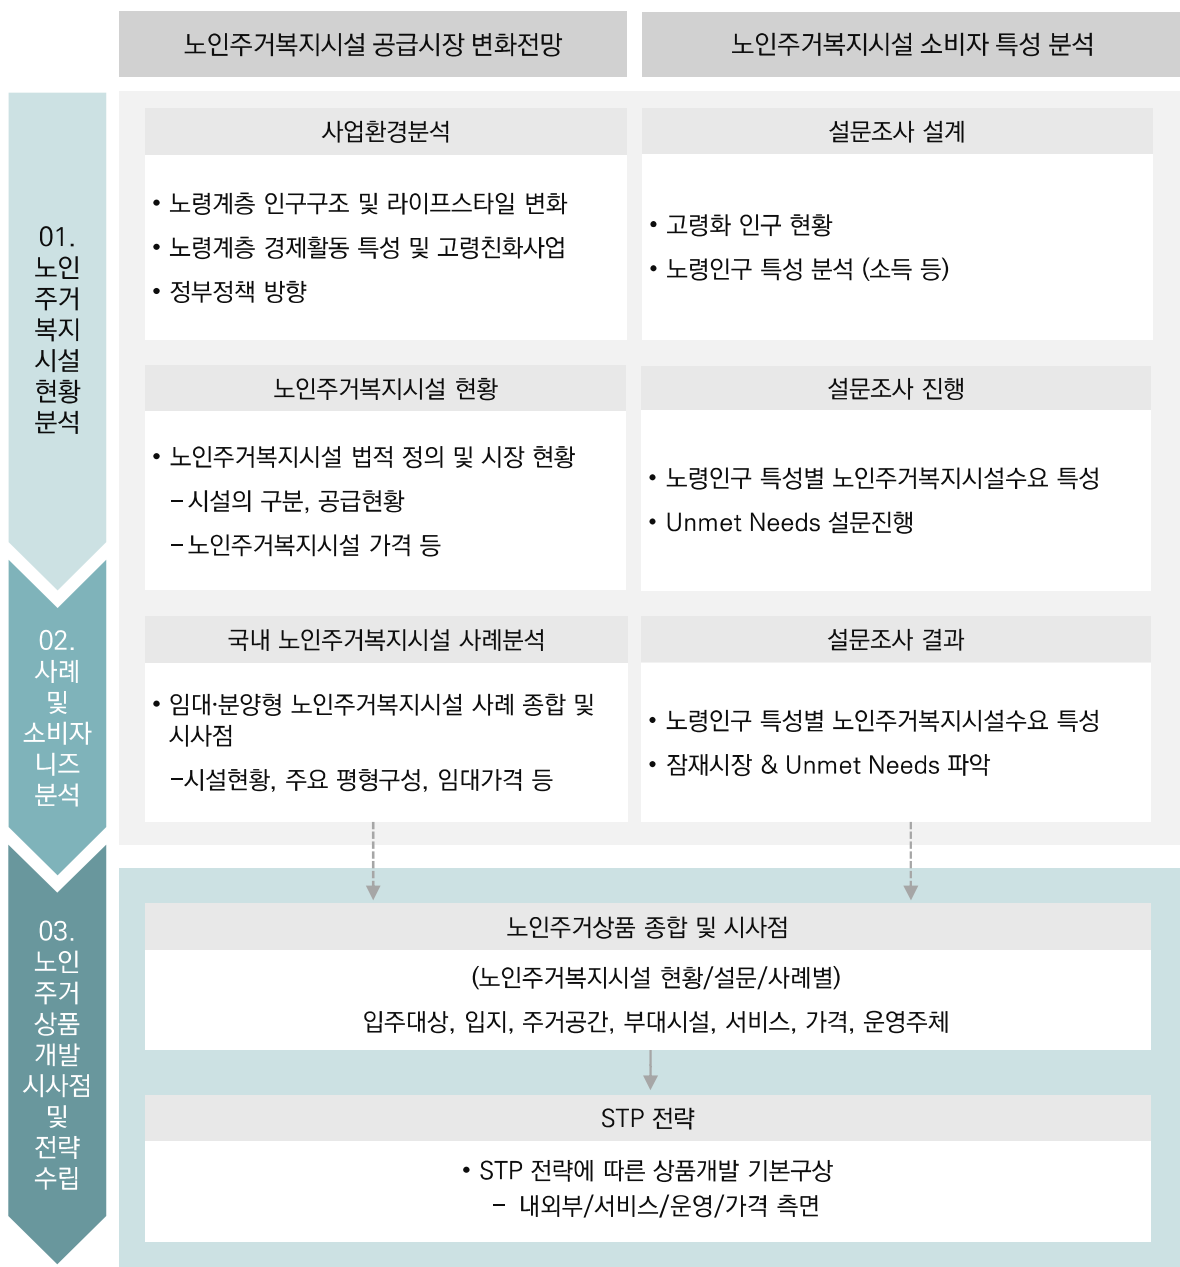 노인주거복지시설 공급시장 변화전망
노인주거복지시설 소비자 특성 분석
01.
노인
주거
복지
시설
현황
분석
사업환경분석
• 노령계층 인구구조 및 라이프스타일 변화
• 노령계층 경제활동 특성 및 고령친화사업
• 정부정책 방향
설문조사 설계
• 고령화 인구 현황
• 노령인구 특성 분석 (소득 등)
노인주거복지시설 현황
• 노인주거복지시설 법적 정의 및 시장 현황
– 시설의 구분, 공급현황
– 노인주거복지시설 가격 등
설문조사 진행
• 노령인구 특성별 노인주거복지시설수요 특성
• Unmet Needs 설문진행
02.
사례
및
소비자
니즈
분석
국내 노인주거복지시설 사례분석
• 임대·분양형 노인주거복지시설 사례 종합 및
시사점
–시설현황, 주요 평형구성, 임대가격 등
설문조사 결과
• 노령인구 특성별 노인주거복지시설수요 특성
• 잠재시장 & Unmet Needs 파악
03.
노인
주거
상품
개발
시사점
및
전략
수립
노인주거상품 종합 및 시사점
(노인주거복지시설 현황/설문/사례별)
입주대상, 입지, 주거공간, 부대시설, 서비스, 가격, 운영주체
STP 전략
• STP 전략에 따른 상품개발 기본구상
– 내외부/서비스/운영/가격 측면